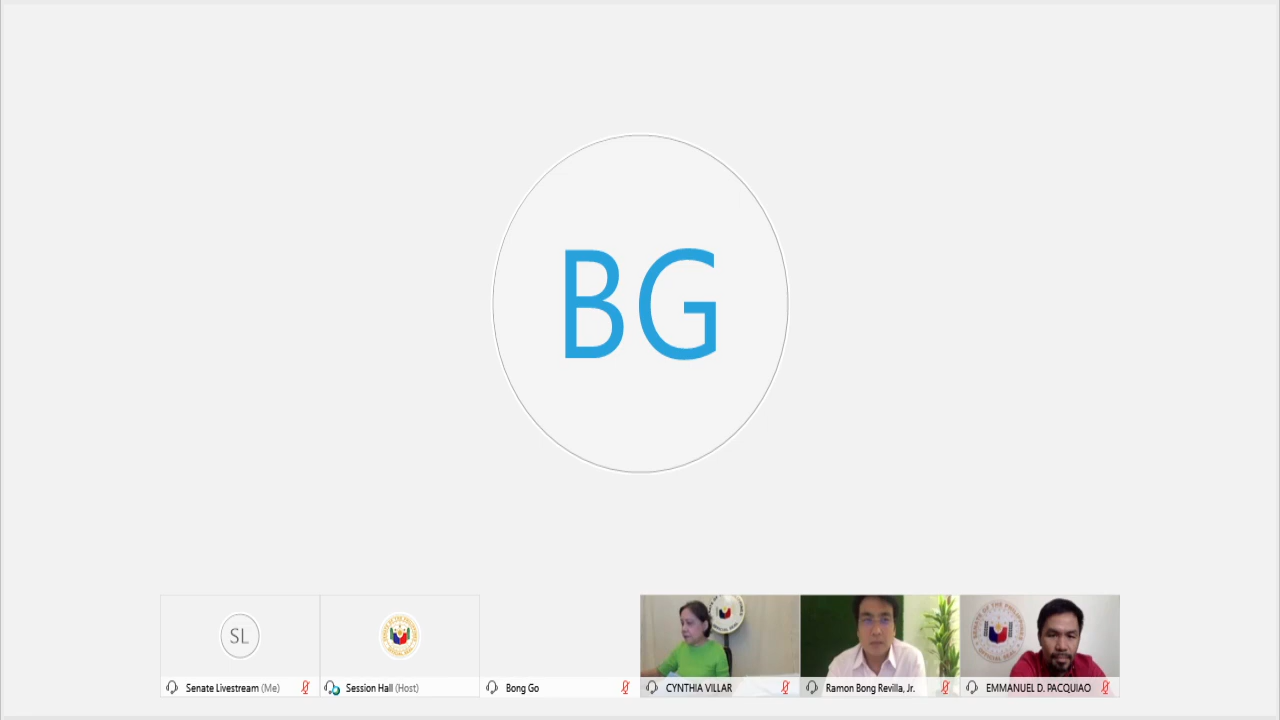 BG
SL
Senate Livestream (Me)
Session Hall (Host)
Bong Go
CYNTHIA VILLAR
Ramon Bong Revilla, Jr.
EMMANUEL D. PACQUIAO